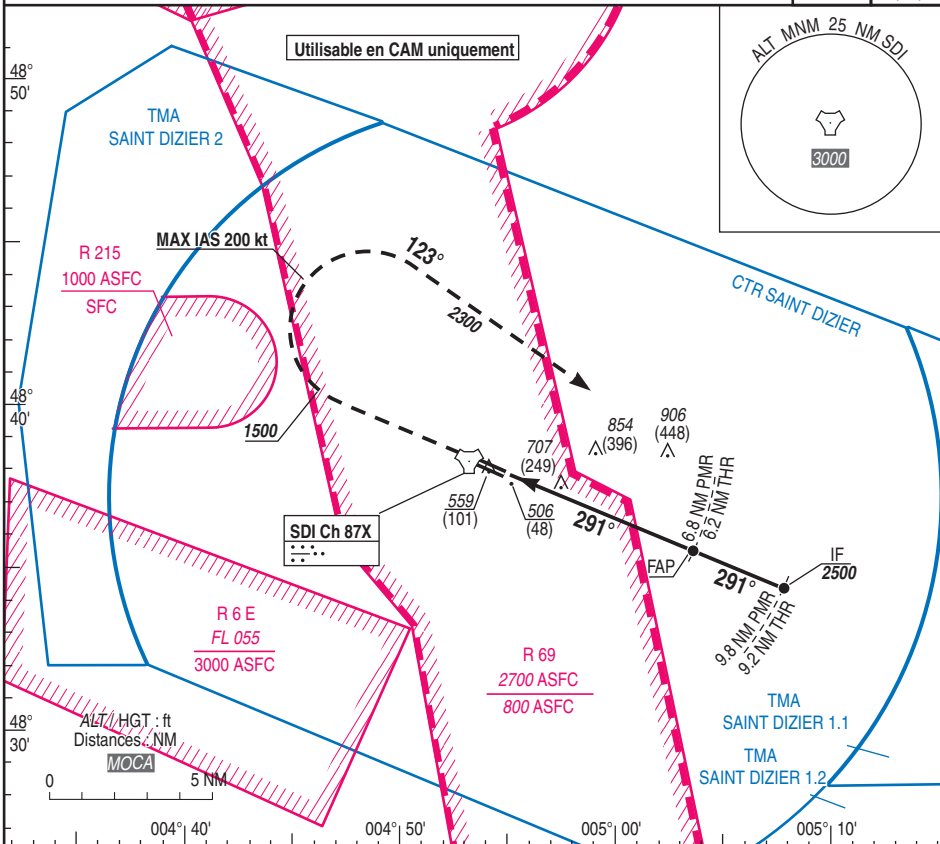 Utilisable en CAM uniquement
ALT MNM 25 NM SDI
3000
48°
50'
TMA
SAINT DIZIER 2
MAX IAS 200 kt
R 215
1000 ASFC
SFC
123°
2300
CTR SAINT DIZIER
48°
40'
1500
854
(396)
906
(448)
707
(249)
559
(101)
506
(48)
6.8 NM PMR
6.2 NM THR
SDI Ch 87X
291°
FAP
291°
IF
2500
9.8 NM PMR
9.2 NM THR
R 6 E
FL 055
3000 ASFC
R 69
2700 ASFC
800 ASFC
TMA
SAINT DIZIER 1.1
TMA
SAINT DIZIER 1.2
48°
30'
ALT/ HGT : ft
Distances : NM
MOCA
0 5 NM
004° 40' 004° 50' 005° 00' 005° 10'